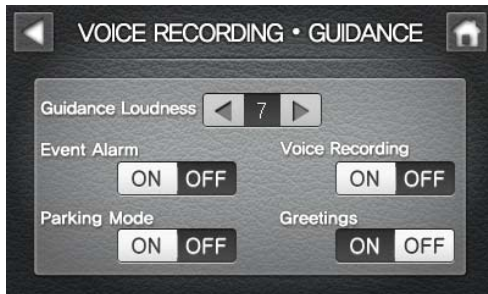 VOICE RECORDING • GUIDANCE
Guidance Loudness 7
Event Alarm Voice Recording
ON OFF ON OFF
Parking Mode Greetings
ON OFF ON OFF